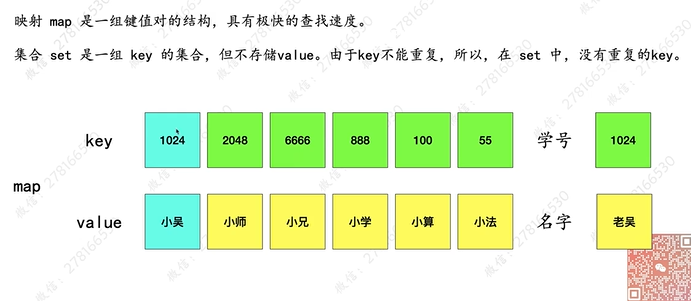 映射 map 是一组键值对的结构，具有极快的查找速度。
集合 set 是一组 key 的集合，但不存储value。由于key不能重复，所以，在 set 中，没有重复的key。
key 1024 2048 6666 888 100 55 学号 1024
map
value 小吴 小师 小兄 小学 小算 小法 名字 老吴
微信：278166530